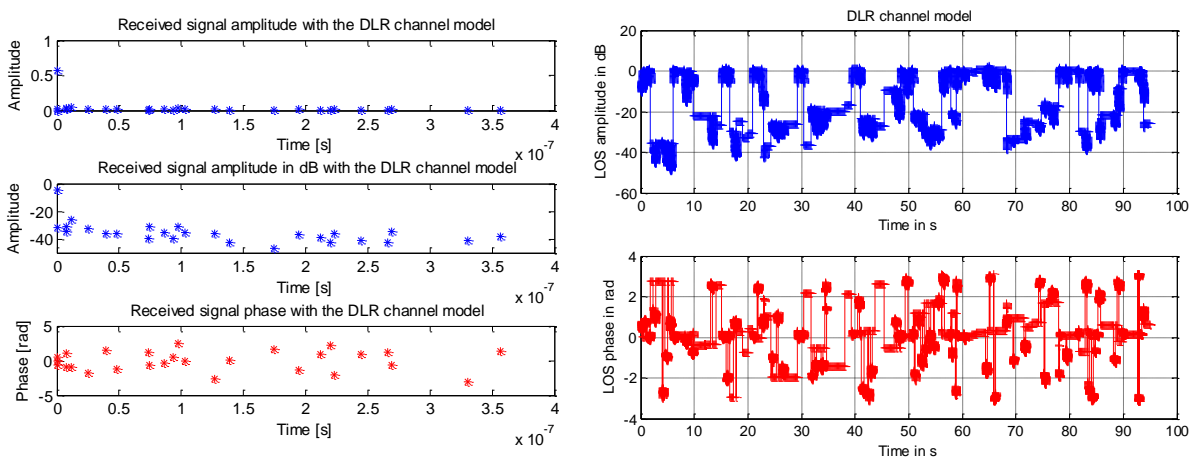 Received signal amplitude with the DLR channel model
Amplitude
1
0.5
0
0 0.5 1 1.5 2 2.5 3 3.5 4
Time [s]
x 10^-7
Received signal amplitude in dB with the DLR channel model
Amplitude
0
-20
-40
0 0.5 1 1.5 2 2.5 3 3.5 4
Time [s]
x 10^-7
Received signal phase with the DLR channel model
Phase [rad]
5
0
-5
0 0.5 1 1.5 2 2.5 3 3.5 4
Time [s]
x 10^-7
DLR channel model
LOS amplitude in dB
20
0
-20
-40
-60
0 10 20 30 40 50 60 70 80 90 100
Time in s
LOS phase in rad
4
2
0
-2
-4
0 10 20 30 40 50 60 70 80 90 100
Time in s